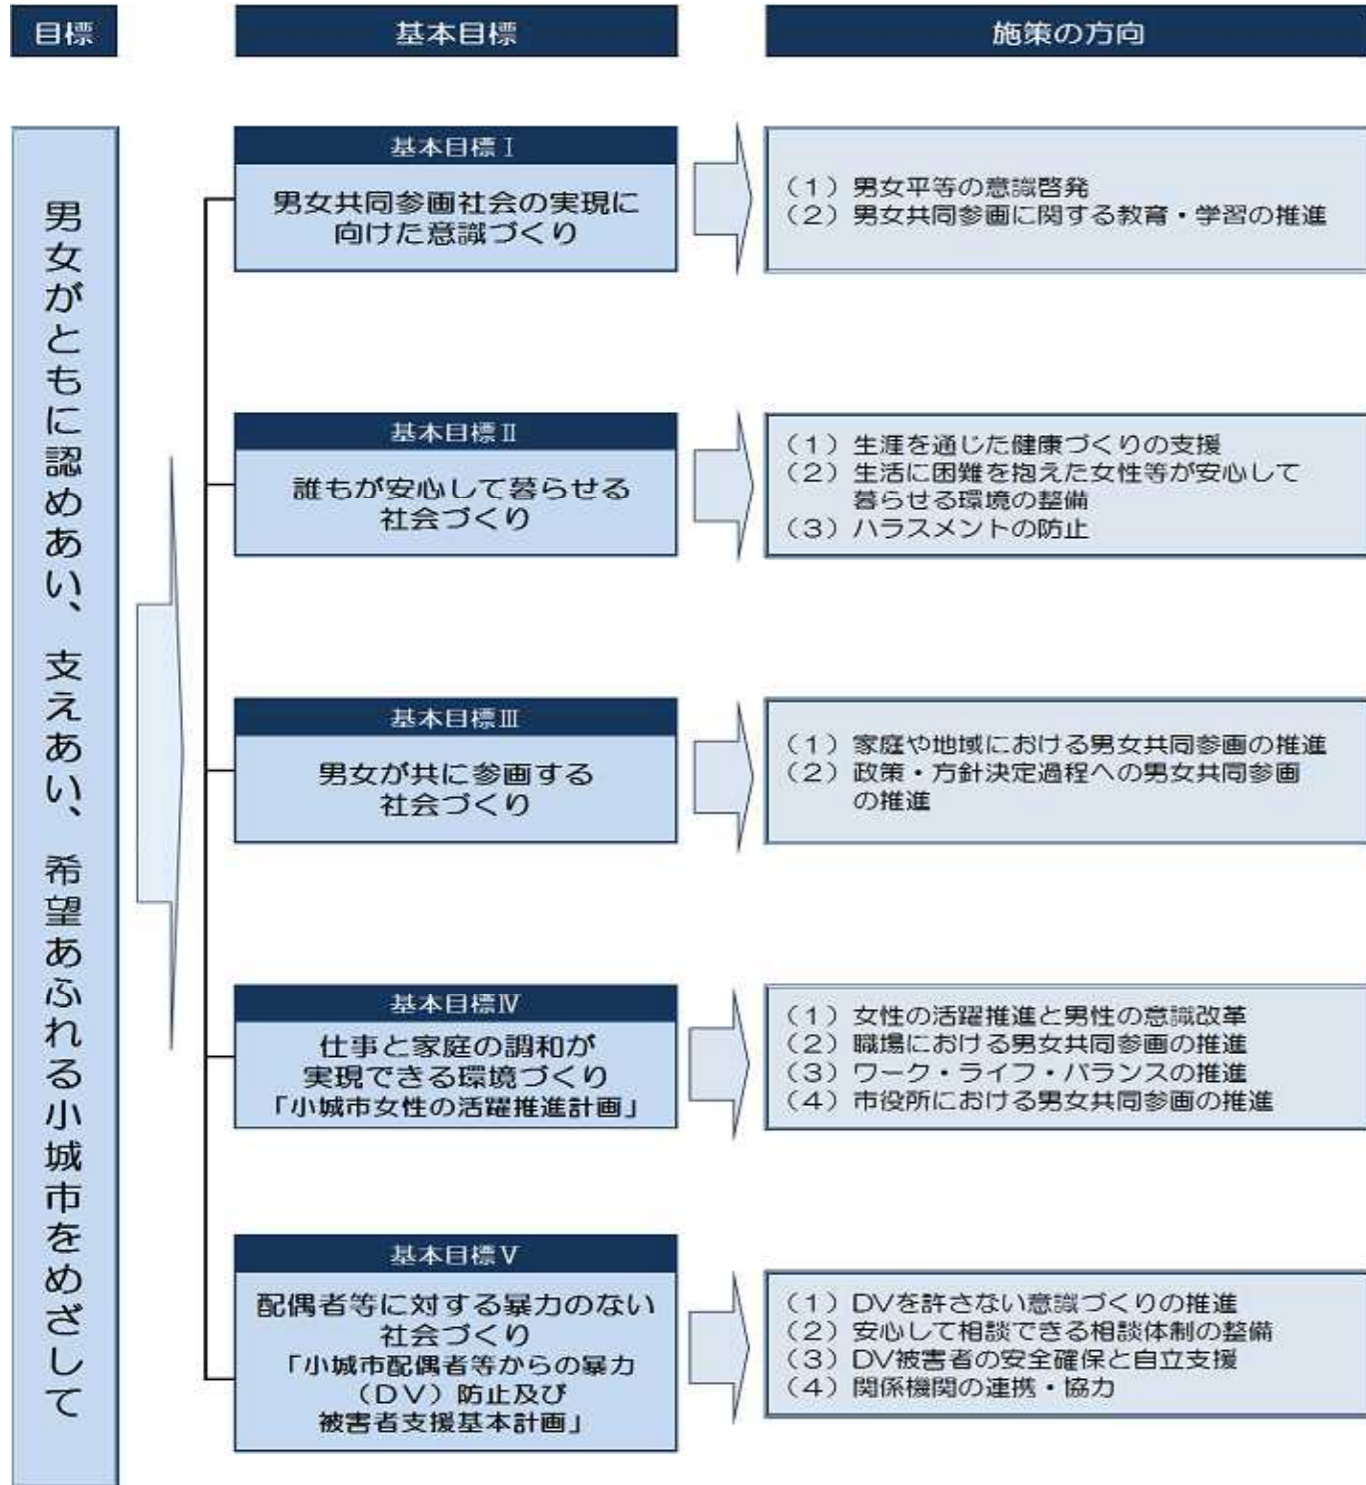 目標
基本目標
施策の方向
男女がともに認めあい、支えあい、希望あふれる小城市をめざして
基本目標Ⅰ
男女共同参画社会の実現に
向けた意識づくり
（１）男女平等の意識啓発
（２）男女共同参画に関する教育・学習の推進
基本目標Ⅱ
誰もが安心して暮らせる
社会づくり
（１）生涯を通じた健康づくりの支援
（２）生活に困難を抱えた女性等が安心して
暮らせる環境の整備
（３）ハラスメントの防止
基本目標Ⅲ
男女が共に参画する
社会づくり
（１）家庭や地域における男女共同参画の推進
（２）政策・方針決定過程への男女共同参画
の推進
基本目標Ⅳ
仕事と家庭の調和が
実現できる環境づくり
「小城市女性の活躍推進計画」
（１）女性の活躍推進と男性の意識改革
（２）職場における男女共同参画の推進
（３）ワーク・ライフ・バランスの推進
（４）市役所における男女共同参画の推進
基本目標Ⅴ
配偶者等に対する暴力のない
社会づくり
「小城市配偶者等からの暴力
（ＤＶ）防止及び
被害者支援基本計画」
（１）DVを許さない意識づくりの推進
（２）安心して相談できる相談体制の整備
（３）DV被害者の安全確保と自立支援
（４）関係機関の連携・協力